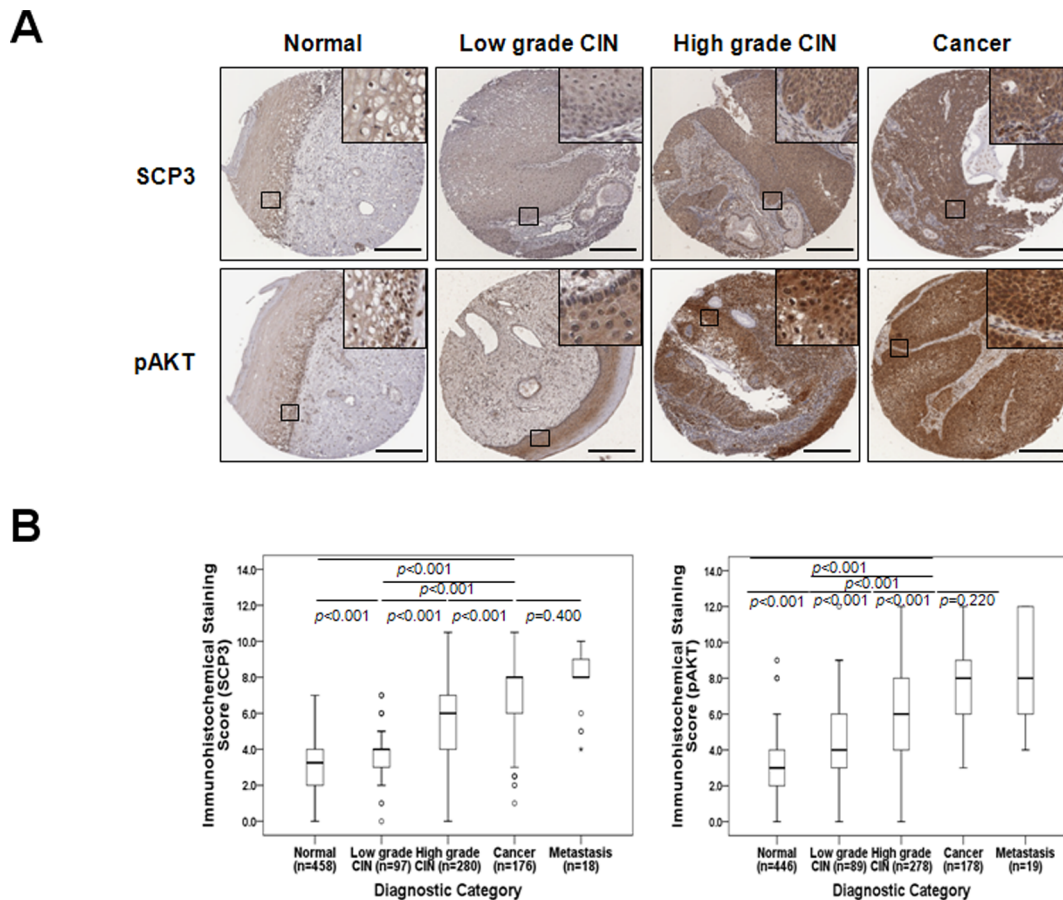 A
Normal
Low grade CIN
High grade CIN
Cancer
SCP3
pAKT
B
Immunohistochemical Staining
Score (SCP3)
14.0
12.0
10.0
8.0
6.0
4.0
2.0
0.0
p<0.001
p<0.001
p<0.001
p<0.001
p<0.001
p=0.400
Normal
(n=458)
Low grade
CIN (n=97)
High grade
CIN (n=280)
Cancer
(n=176)
Metastasis
(n=18)
Diagnostic Category
Immunohistochemical Staining
Score (pAKT)
14.0
12.0
10.0
8.0
6.0
4.0
2.0
0.0
p<0.001
p<0.001
p<0.001
p<0.001
p<0.001
p=0.220
Normal
(n=446)
Low grade
CIN (n=89)
High grade
CIN (n=278)
Cancer
(n=178)
Metastasis
(n=19)
Diagnostic Category